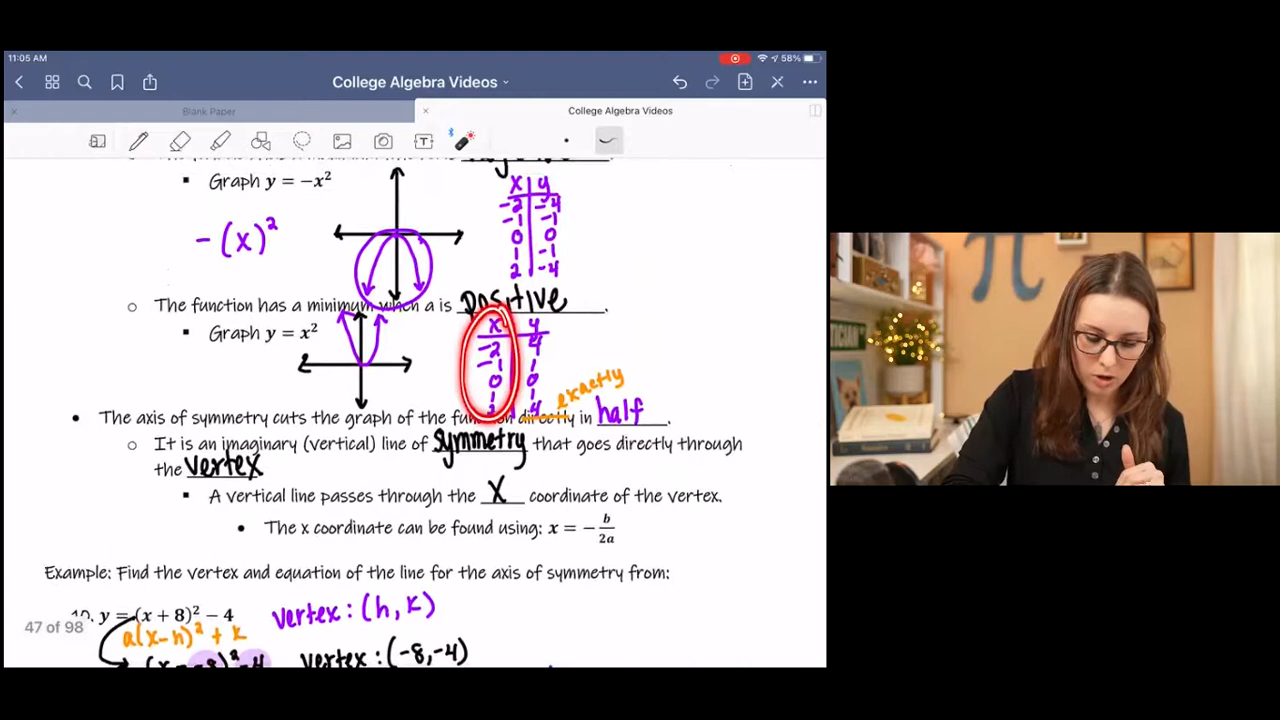 11:05 AM
58%
College Algebra Videos
Blank Paper
College Algebra Videos
T
▪ Graph y = −x²
x y
-2 -4
-1 -1
0 0
1 -1
2 -4
-(x)²
○ The function has a minimum when a is positive.
▪ Graph y = x²
x y
-2 4
-1 1
0 0
1 1
4
exactly
• The axis of symmetry cuts the graph of the function directly in half.
○ It is an imaginary (vertical) line of symmetry that goes directly through
the vertex
▪ A vertical line passes through the x coordinate of the vertex.
• The x coordinate can be found using: x = − b/2a
Example: Find the vertex and equation of the line for the axis of symmetry from:
y = (x + 8)² − 4 vertex: (h, k)
47 of 98
a(x-h)² + k
(x - -8)² -4 vertex: (-8,-4)